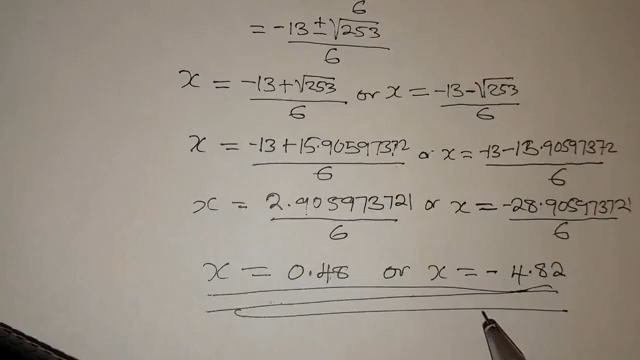 6
= -13 ± √253
6
x = -13+√253 or x = -13-√253
6 6
x = -13+15.90597372 or x = -13-15.90597372
6 6
x = 2.905973721 or x = -28.905973721
6 6
x = 0.48 or x = -4.82